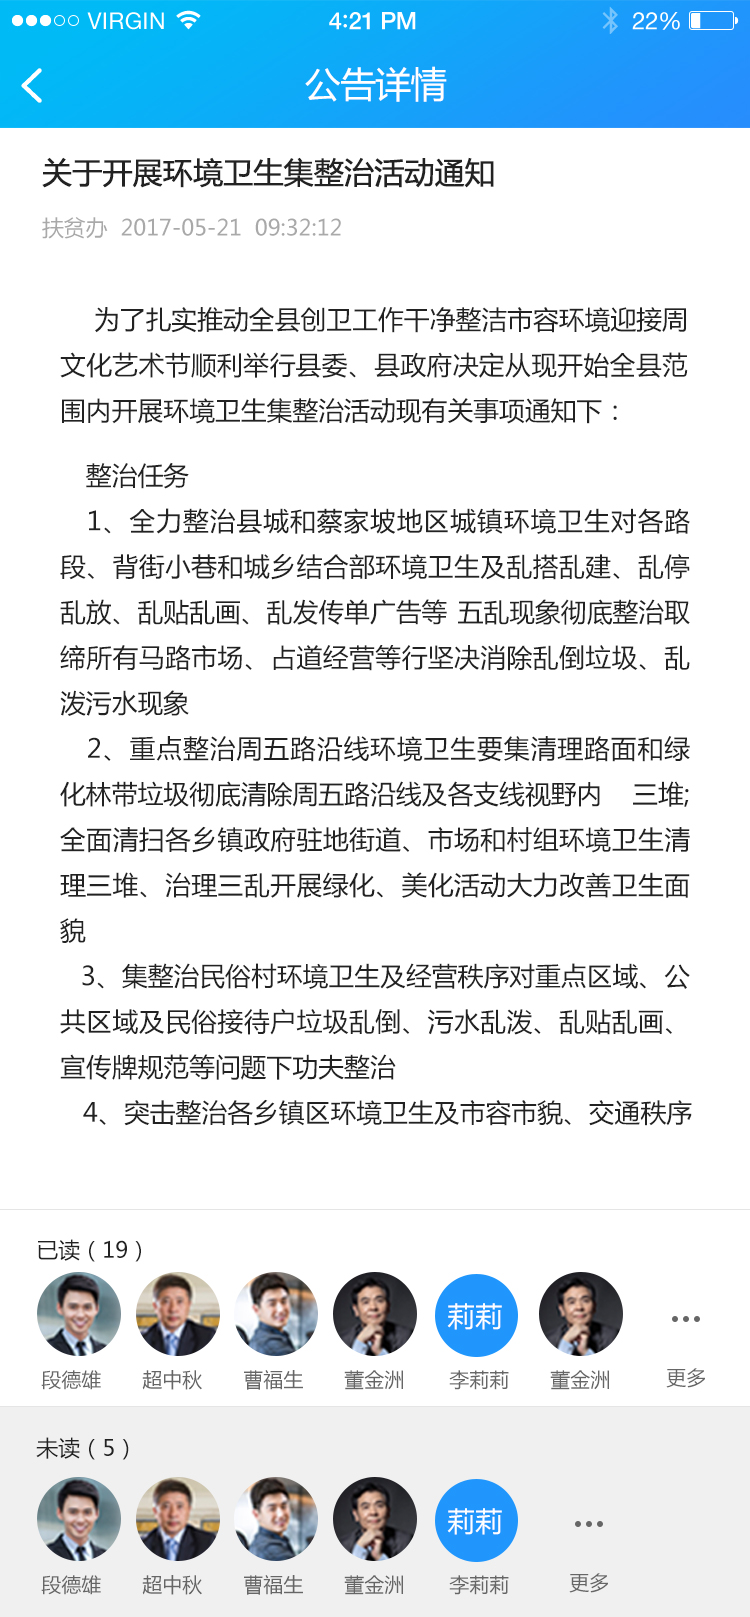 VIRGIN 4:21 PM 22%
公告详情
关于开展环境卫生集整治活动通知
扶贫办 2017-05-21 09:32:12
为了扎实推动全县创卫工作干净整洁市容环境迎接周
文化艺术节顺利举行县委、县政府决定从现开始全县范
围内开展环境卫生集整治活动现有关事项通知下：
整治任务
1、全力整治县城和蔡家坡地区城镇环境卫生对各路
段、背街小巷和城乡结合部环境卫生及乱搭乱建、乱停
乱放、乱贴乱画、乱发传单广告等 五乱现象彻底整治取
缔所有马路市场、占道经营等行坚决消除乱倒垃圾、乱
泼污水现象
2、重点整治周五路沿线环境卫生要集清理路面和绿
化林带垃圾彻底清除周五路沿线及各支线视野内 三堆;
全面清扫各乡镇政府驻地街道、市场和村组环境卫生清
理三堆、治理三乱开展绿化、美化活动大力改善卫生面
貌
3、集整治民俗村环境卫生及经营秩序对重点区域、公
共区域及民俗接待户垃圾乱倒、污水乱泼、乱贴乱画、
宣传牌规范等问题下功夫整治
4、突击整治各乡镇区环境卫生及市容市貌、交通秩序
已读（19）
莉莉
段德雄 超中秋 曹福生 董金洲 李莉莉 董金洲 更多
未读（5）
莉莉
段德雄 超中秋 曹福生 董金洲 李莉莉 更多